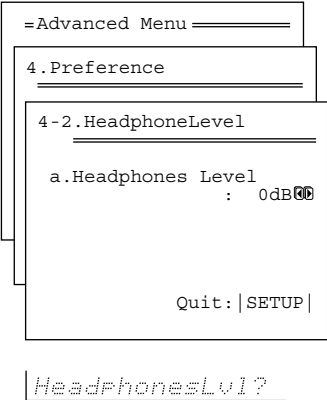 =Advanced Menu
4.Preference
4-2.HeadphoneLevel
a.Headphones Level
: 0dB
Quit:|SETUP|
HeadphonesLvl?